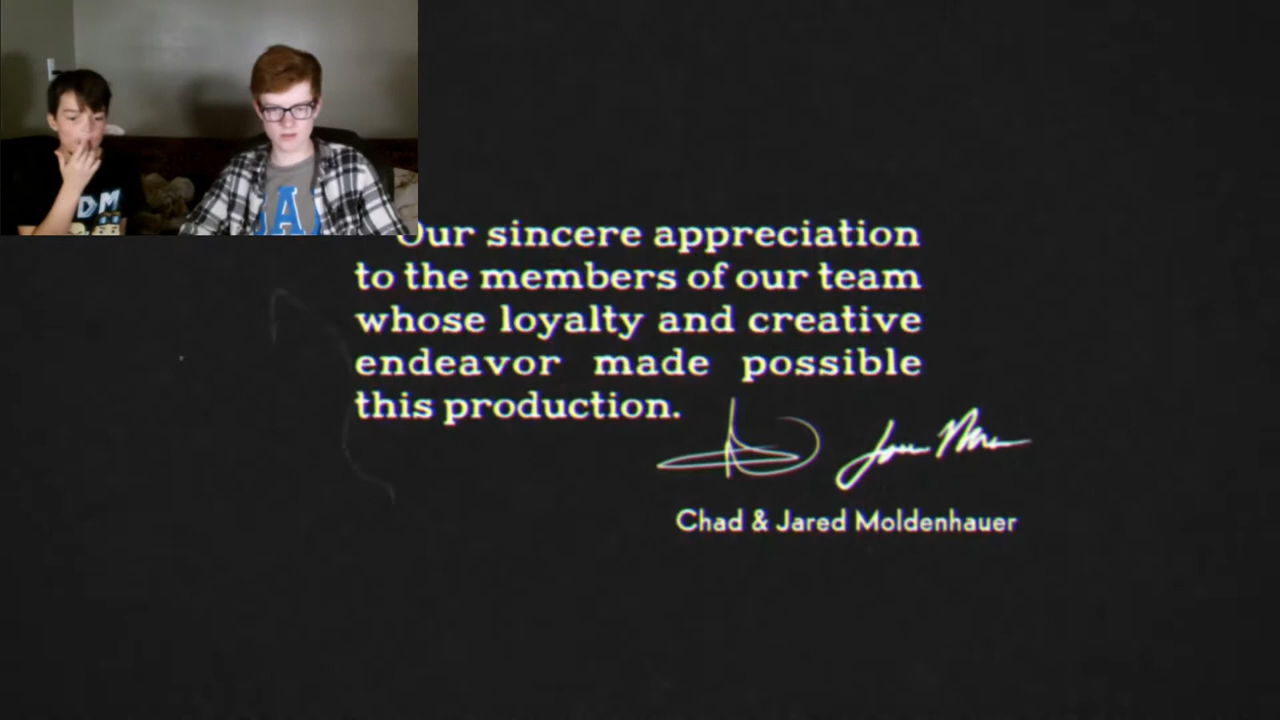 DM
Our sincere appreciation
to the members of our team
whose loyalty and creative
endeavor made possible
this production.
Chad & Jared Moldenhauer